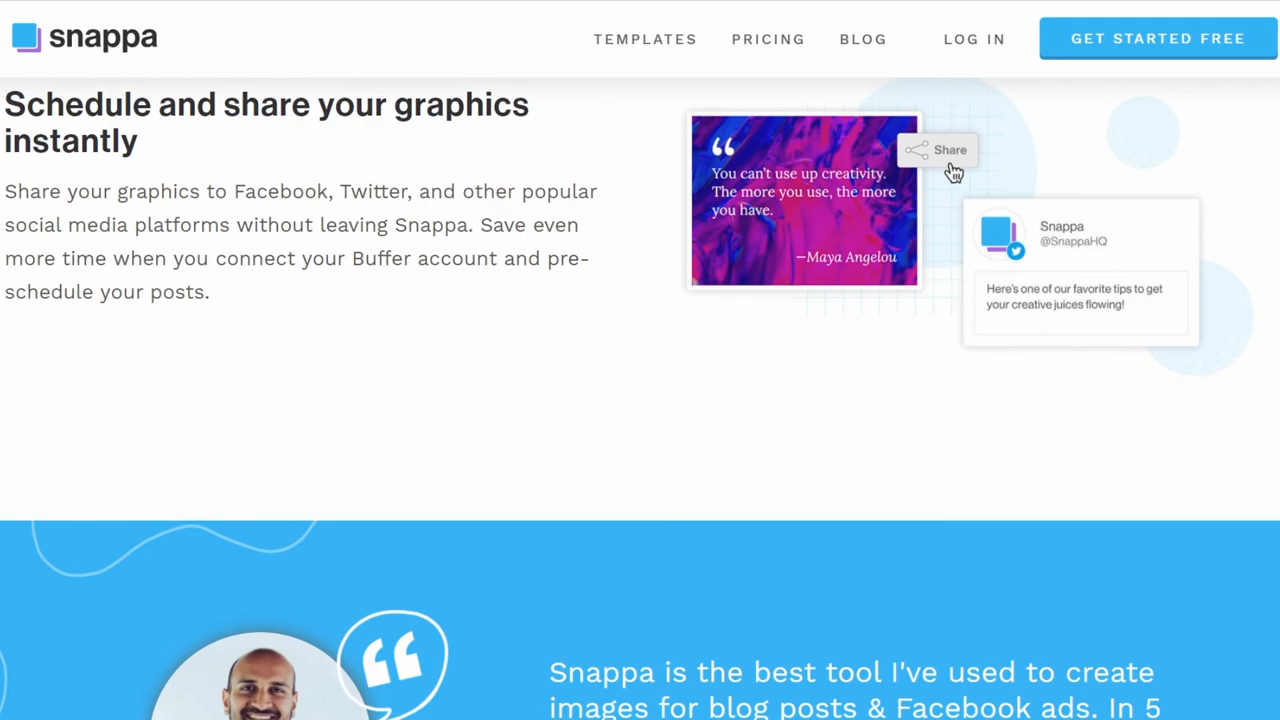 snappa
TEMPLATES
PRICING
BLOG
LOG IN
GET STARTED FREE
Schedule and share your graphics
instantly
Share your graphics to Facebook, Twitter, and other popular
social media platforms without leaving Snappa. Save even
more time when you connect your Buffer account and pre-
schedule your posts.
“
You can't use up creativity.
The more you use, the more
you have.
—Maya Angelou
Share
Snappa
@SnappaHQ
Here's one of our favorite tips to get
your creative juices flowing!
“
Snappa is the best tool I've used to create
images for blog posts & Facebook ads. In 5